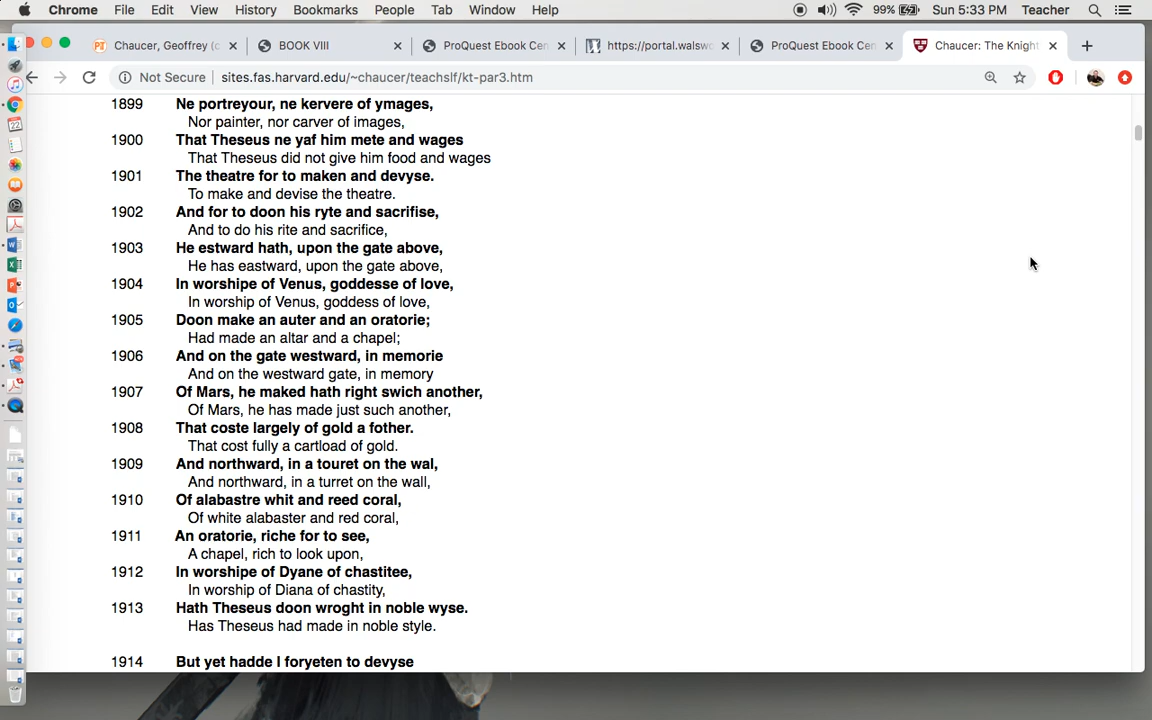 Chrome File Edit View History Bookmarks People Tab Window Help 99% Sun 5:33 PM Teacher
Chaucer, Geoffrey (c BOOK VIII ProQuest Ebook Cen https://portal.walswo ProQuest Ebook Cen Chaucer: The Knigh
Not Secure sites.fas.harvard.edu/~chaucer/teachslf/kt-par3.htm
1899 Ne portreyour, ne kervere of ymages,
Nor painter, nor carver of images,
1900 That Theseus ne yaf him mete and wages
That Theseus did not give him food and wages
1901 The theatre for to maken and devyse.
To make and devise the theatre.
1902 And for to doon his ryte and sacrifise,
And to do his rite and sacrifice,
1903 He estward hath, upon the gate above,
He has eastward, upon the gate above,
1904 In worshipe of Venus, goddesse of love,
In worship of Venus, goddess of love,
1905 Doon make an auter and an oratorie;
Had made an altar and a chapel;
1906 And on the gate westward, in memorie
And on the westward gate, in memory
1907 Of Mars, he maked hath right swich another,
Of Mars, he has made just such another,
1908 That coste largely of gold a fother.
That cost fully a cartload of gold.
1909 And northward, in a touret on the wal,
And northward, in a turret on the wall,
1910 Of alabastre whit and reed coral,
Of white alabaster and red coral,
1911 An oratorie, riche for to see,
A chapel, rich to look upon,
1912 In worshipe of Dyane of chastitee,
In worship of Diana of chastity,
1913 Hath Theseus doon wroght in noble wyse.
Has Theseus had made in noble style.
1914 But yet hadde I foryeten to devyse